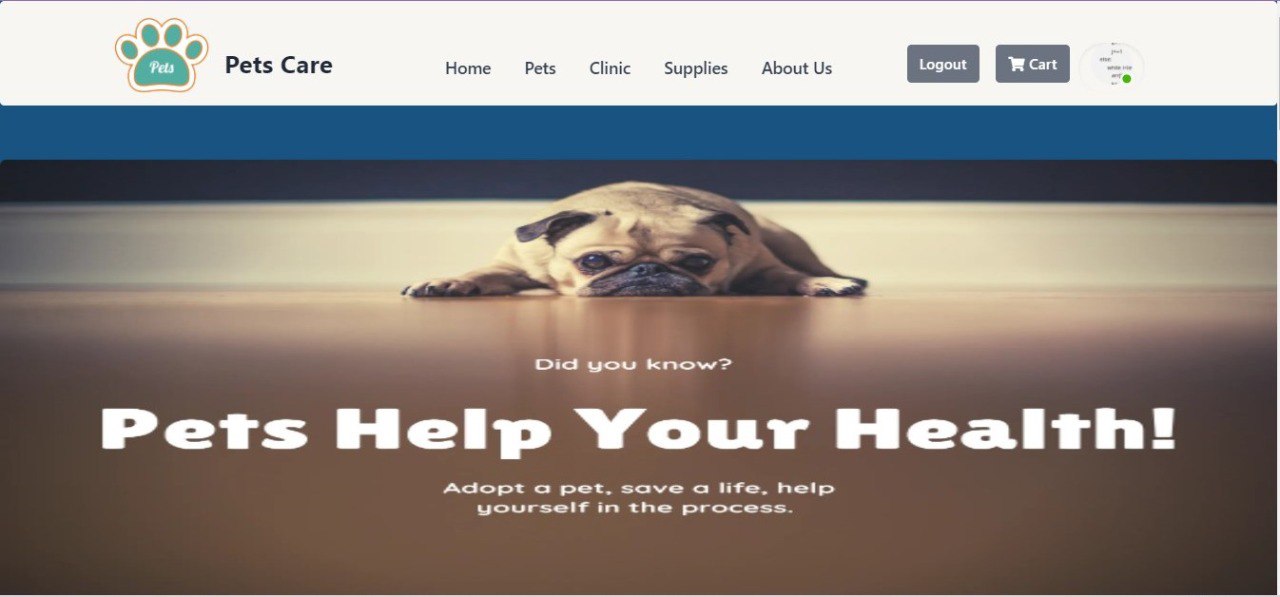 Pets
Pets Care
Home
Pets
Clinic
Supplies
About Us
Logout
Cart
Did you know?
Pets Help Your Health!
Adopt a pet, save a life, help
yourself in the process.